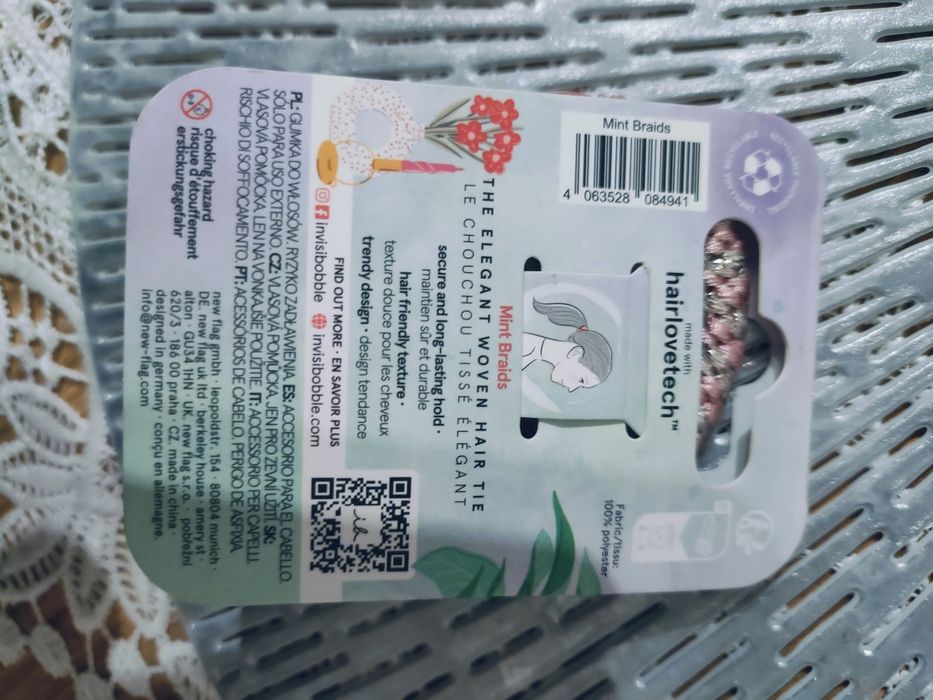 Mint Braids
4 063528 084941
made with
hairlovetech™
Fabric/tissu:
100% polyester
Mint Braids
THE ELEGANT WOVEN HAIR TIE
LE CHOUCHOU TISSÉ ÉLÉGANT
secure and long-lasting hold ·
maintien sûr et durable
hair friendly texture ·
texture douce pour les cheveux
trendy design · design tendance
FIND OUT MORE · EN SAVOIR PLUS
invisibobble invisibobble.com
ih
PL: GUMKA DO WŁOSÓW. RYZYKO ZADŁAWIENIA. ES: ACCESORIO PARA EL CABELLO.
SÓLO PARA USO EXTERNO. CZ: VLASOVÁ POMŮCKA. JEN PRO ZEVNÍ UŽITÍ. SK:
VLASOVÁ POMÔCKA. LEN NA VONKAJŠIE POUŽITIE. IT: ACCESSORIO PER CAPELLI.
RISCHIO DI SOFFOCAMENTO. PT: ACESSÓRIOS DE CABELO. PERIGO DE ASFIXIA.
choking hazard
risque d'étouffement
erstickungsgefahr
new flag gmbh · leopoldstr. 154 · 80804 munich ·
DE. new flag uk ltd · berkeley house · amery st ·
alton · GU34 1HN · UK. new flag s.r.o. · pobřežní
620/3 · 186 00 praha · CZ. made in china ·
designed in germany · conçu en allemagne.
info@new-flag.com